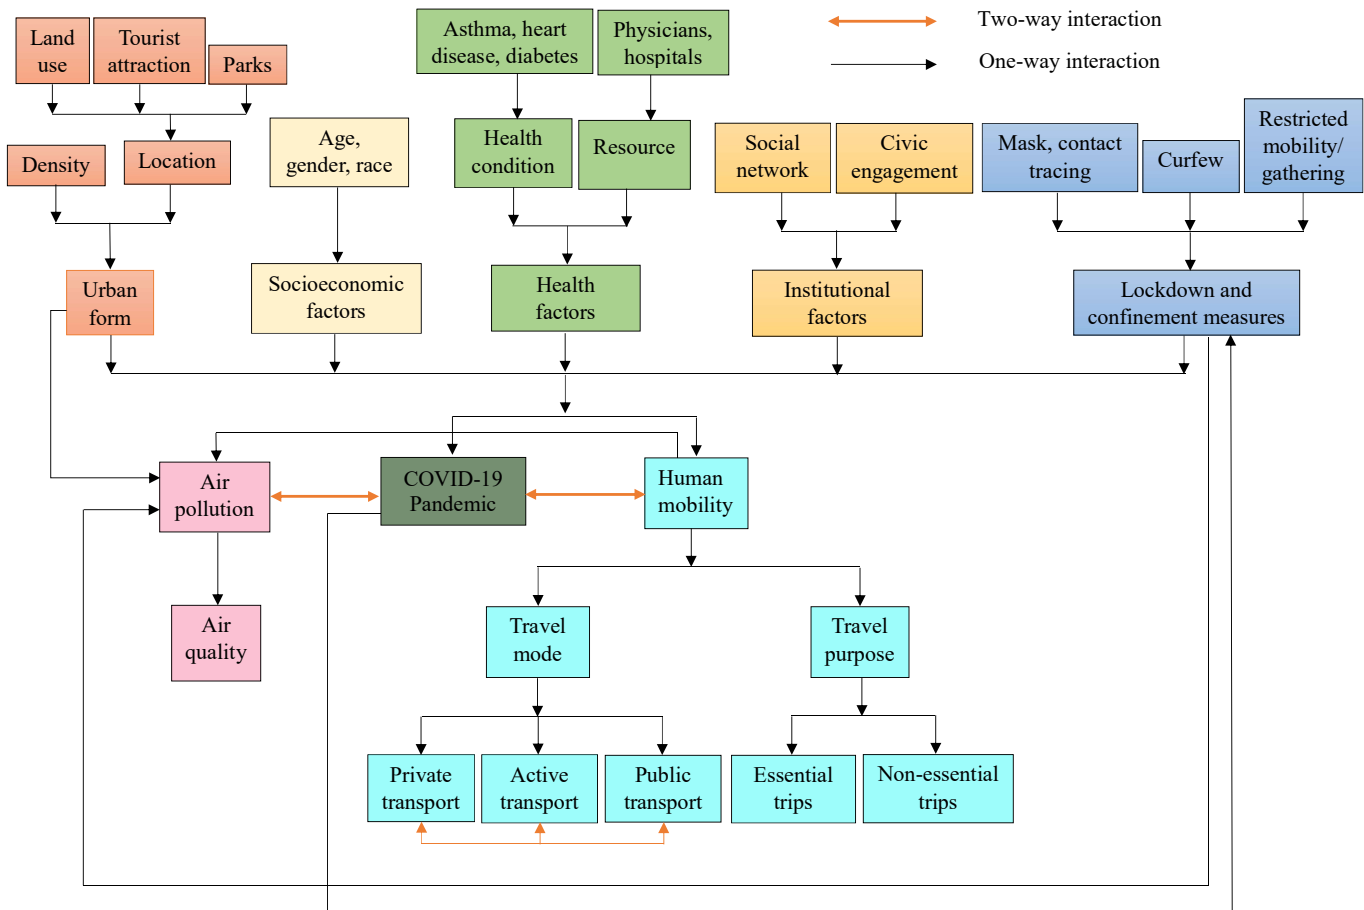 Two-way interaction
One-way interaction
Land
use
Tourist
attraction
Parks
Asthma, heart
disease, diabetes
Physicians,
hospitals
Density
Location
Age,
gender, race
Health
condition
Resource
Social
network
Civic
engagement
Mask, contact
tracing
Curfew
Restricted
mobility/
gathering
Urban
form
Socioeconomic
factors
Health
factors
Institutional
factors
Lockdown and
confinement measures
Air
pollution
COVID-19
Pandemic
Human
mobility
Air
quality
Travel
mode
Travel
purpose
Private
transport
Active
transport
Public
transport
Essential
trips
Non-essential
trips